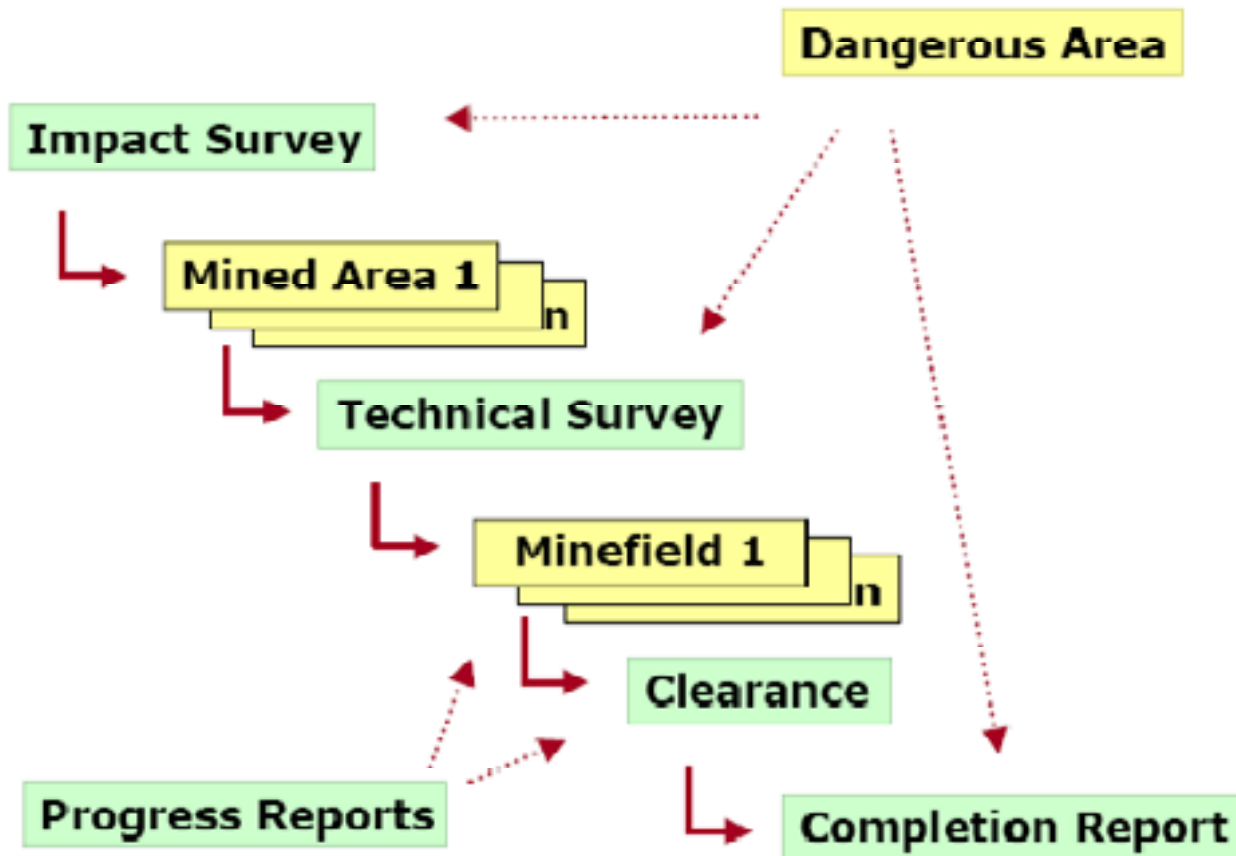 Dangerous Area
Impact Survey
Mined Area 1
n
Technical Survey
Minefield 1
n
Clearance
Progress Reports
Completion Report